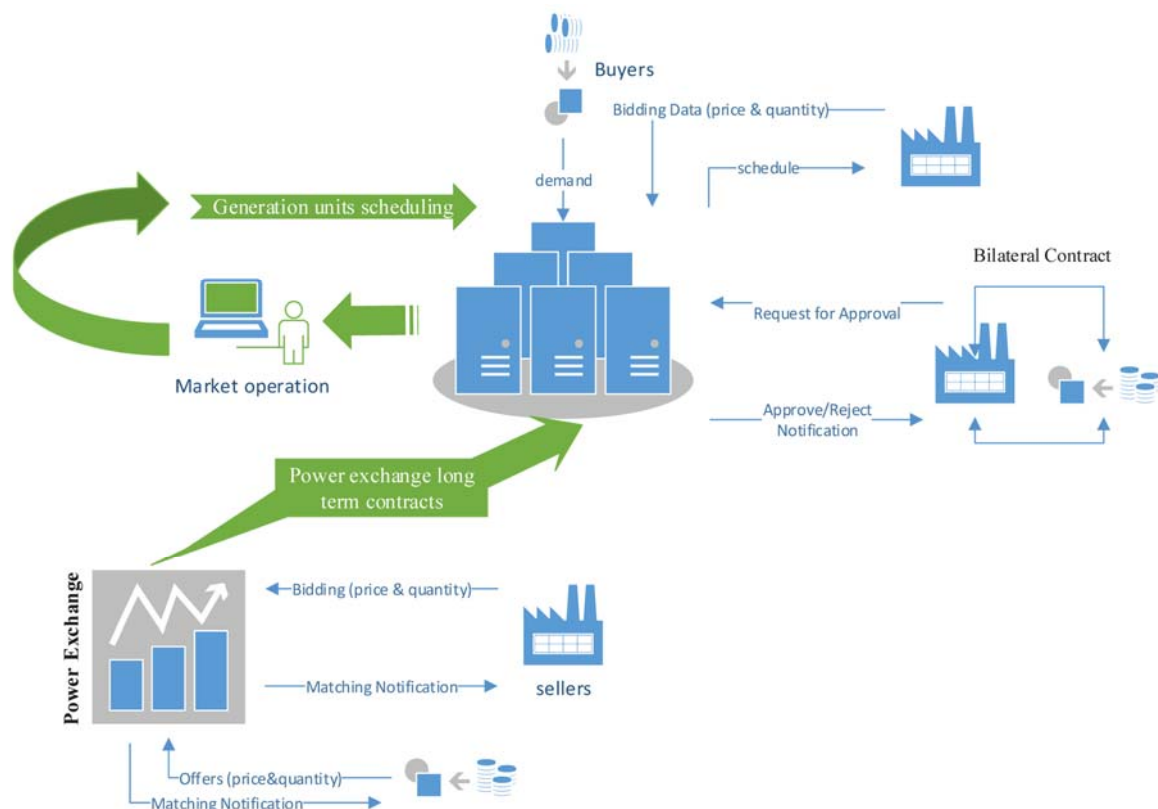 Buyers
Bidding Data (price & quantity)
schedule
demand
Generation units scheduling
Bilateral Contract
Request for Approval
Market operation
Approve/Reject
Notification
Power exchange long
term contracts
Power Exchange
Bidding (price & quantity)
Matching Notification
sellers
Offers (price&quantity)
Matching Notification